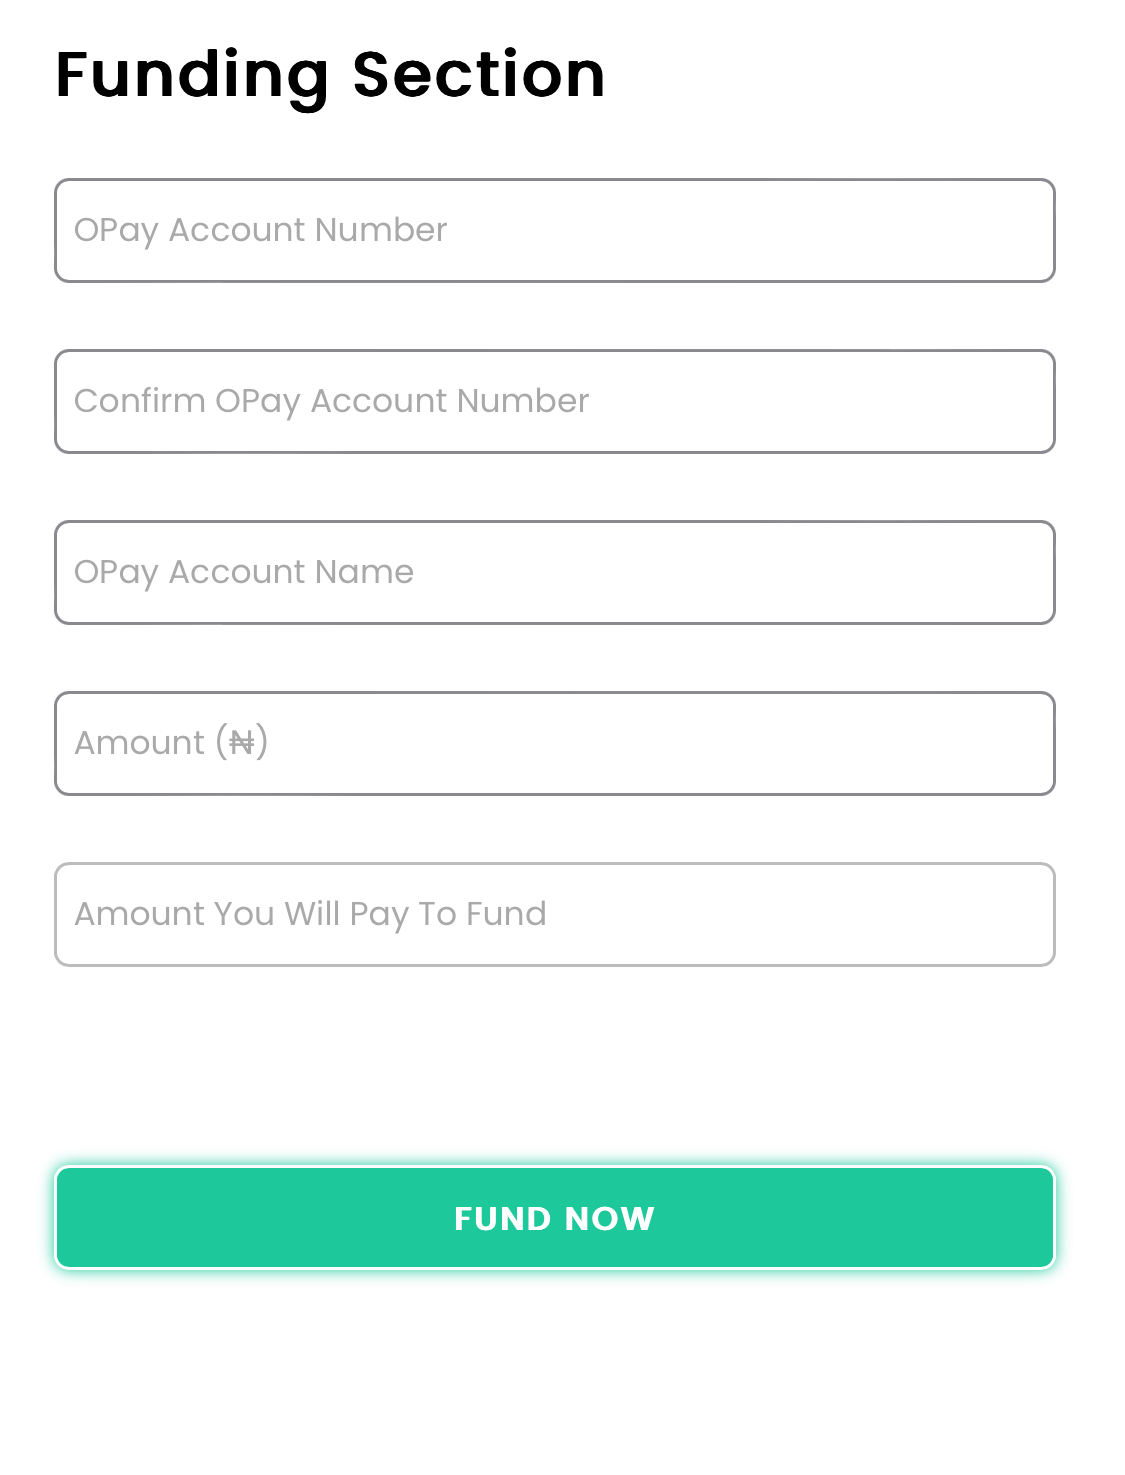 Funding Section
OPay Account Number
Confirm OPay Account Number
OPay Account Name
Amount (₦)
Amount You Will Pay To Fund
FUND NOW